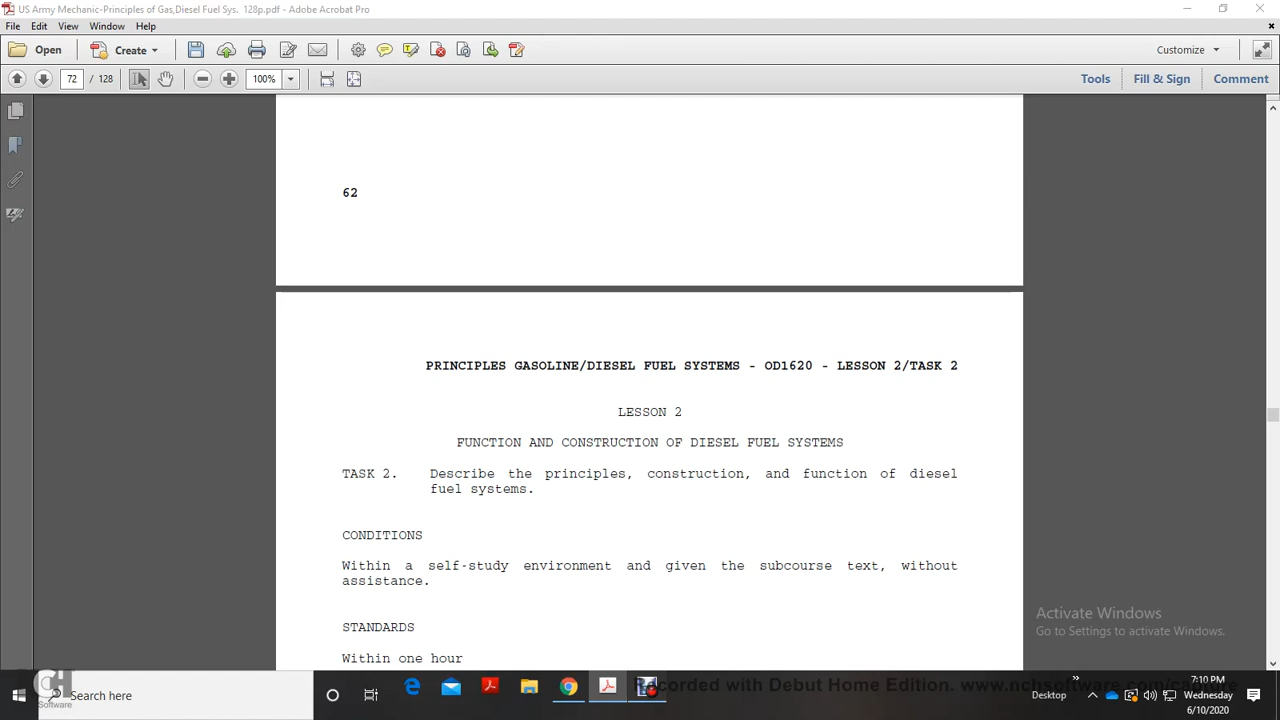 US Army Mechanic-Principles of Gas,Diesel Fuel Sys. 128p.pdf - Adobe Acrobat Pro
File Edit View Window Help
Open Create Customize
72 / 128 100% Tools Fill & Sign Comment
62
PRINCIPLES GASOLINE/DIESEL FUEL SYSTEMS - OD1620 - LESSON 2/TASK 2
LESSON 2
FUNCTION AND CONSTRUCTION OF DIESEL FUEL SYSTEMS
TASK 2. Describe the principles, construction, and function of diesel
fuel systems.
CONDITIONS
Within a self-study environment and given the subcourse text, without
assistance.
STANDARDS
Within one hour
Activate Windows
Go to Settings to activate Windows.
Recorded with Debut Home Edition. www.nchsoftware.com/capture
Search here
Software
Desktop
7:10 PM
Wednesday
6/10/2020